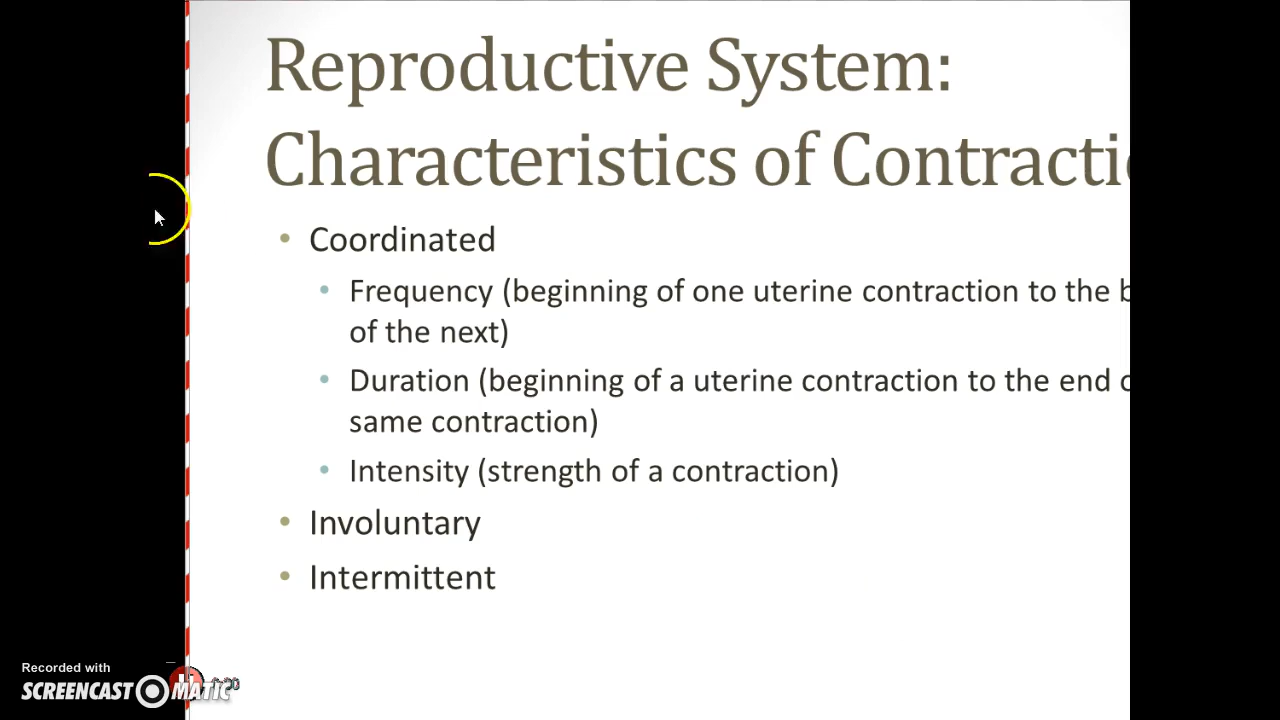 Reproductive System:
Characteristics of Contracti
• Coordinated
• Frequency (beginning of one uterine contraction to the
of the next)
• Duration (beginning of a uterine contraction to the end
same contraction)
• Intensity (strength of a contraction)
• Involuntary
• Intermittent
Recorded with
SCREENCAST MATIC